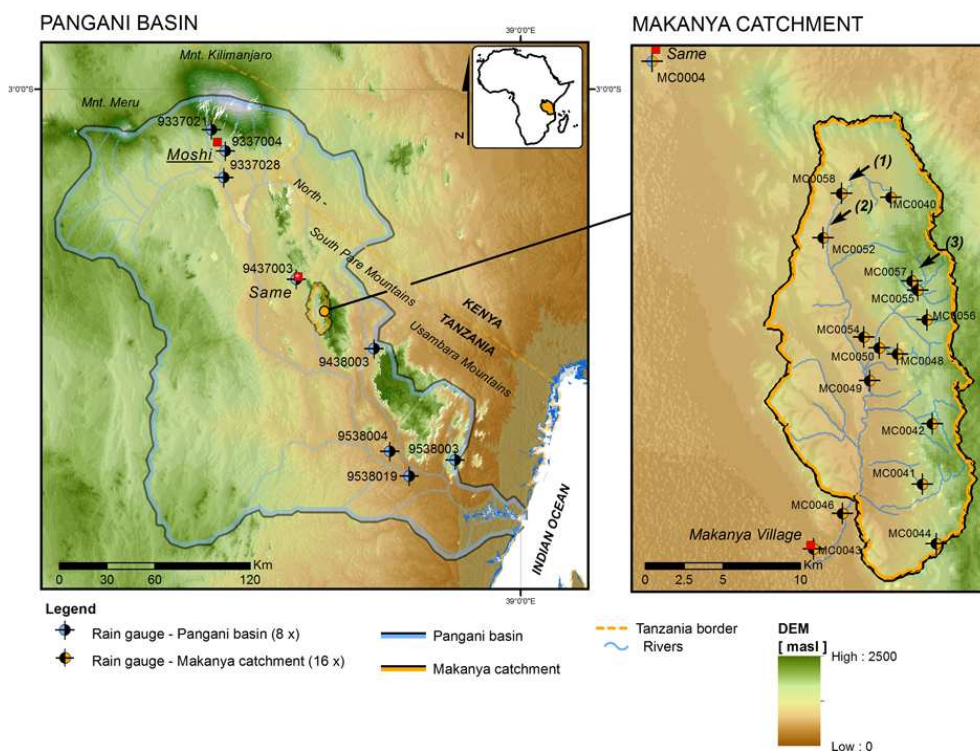 PANGANI BASIN
39°0'0"E
3°0'0"S
Mnt. Kilimanjaro
Mnt. Meru
9337021
9337004
Moshi
9337028
N
North -
South Pare Mountains
9437003
Same
KENYA
TANZANIA
Usambara Mountains
9438003
9538004
9538003
9538019
INDIAN OCEAN
0 30 60 120
Km
39°0'0"E
MAKANYA CATCHMENT
Same
MC0004
(1)
MC0058
MC0040
(2)
MC0052
(3)
MC0057
MC0055
MC0056
MC0054
MC0050
MC0048
MC0049
MC0042
MC0041
MC0046
Makanya Village
MC0043
MC0044
0 2.5 5 10
Km
Legend
Rain gauge - Pangani basin (8 x)
Rain gauge - Makanya catchment (16 x)
Pangani basin
Makanya catchment
Tanzania border
Rivers
DEM
[ masl ]
High : 2500
Low : 0